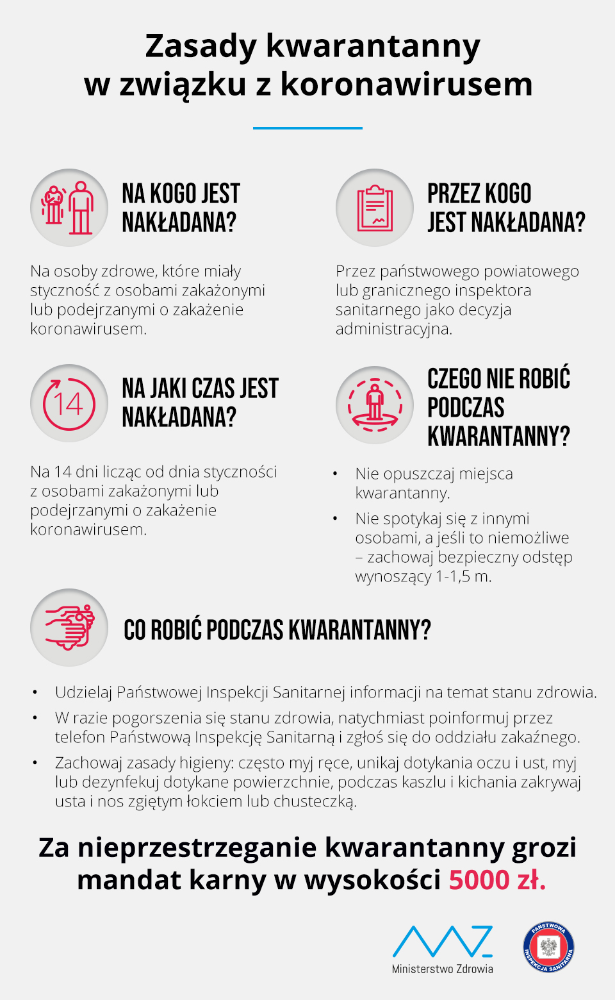 Zasady kwarantanny
w związku z koronawirusem
NA KOGO JEST
NAKŁADANA?
Na osoby zdrowe, które miały
styczność z osobami zakażonymi
lub podejrzanymi o zakażenie
koronawirusem.
PRZEZ KOGO
JEST NAKŁADANA?
Przez państwowego powiatowego
lub granicznego inspektora
sanitarnego jako decyzja
administracyjna.
14
NA JAKI CZAS JEST
NAKŁADANA?
Na 14 dni licząc od dnia styczności
z osobami zakażonymi lub
podejrzanymi o zakażenie
koronawirusem.
CZEGO NIE ROBIĆ
PODCZAS
KWARANTANNY?
• Nie opuszczaj miejsca
kwarantanny.
• Nie spotykaj się z innymi
osobami, a jeśli to niemożliwe
– zachowaj bezpieczny odstęp
wynoszący 1-1,5 m.
CO ROBIĆ PODCZAS KWARANTANNY?
• Udzielaj Państwowej Inspekcji Sanitarnej informacji na temat stanu zdrowia.
• W razie pogorszenia się stanu zdrowia, natychmiast poinformuj przez
telefon Państwową Inspekcję Sanitarną i zgłoś się do oddziału zakaźnego.
• Zachowaj zasady higieny: często myj ręce, unikaj dotykania oczu i ust, myj
lub dezynfekuj dotykane powierzchnie, podczas kaszlu i kichania zakrywaj
usta i nos zgiętym łokciem lub chusteczką.
Za nieprzestrzeganie kwarantanny grozi
mandat karny w wysokości 5000 zł.
Ministerstwo Zdrowia
PAŃSTWOWA
INSPEKCJA SANITARNA